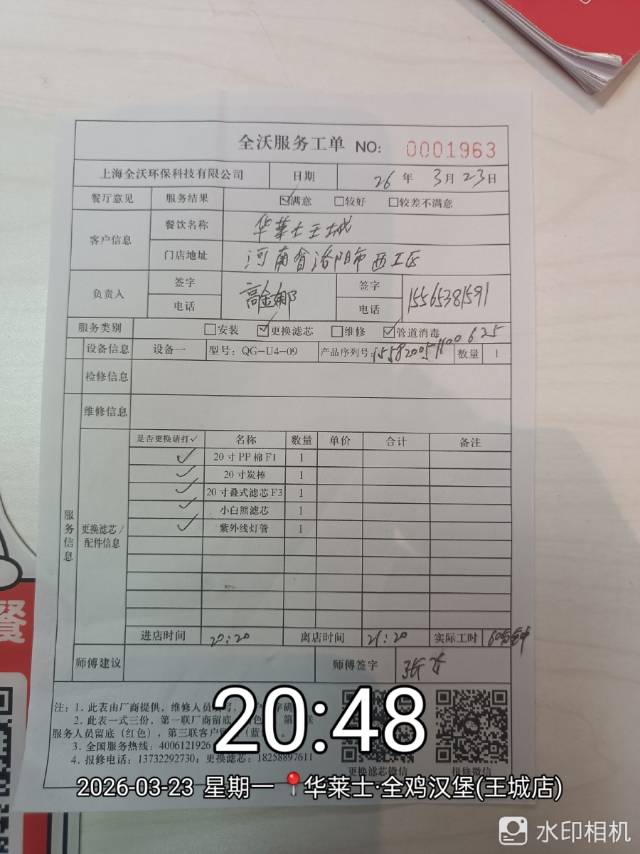 全沃服务工单 NO: 0001963
上海全沃环保科技有限公司 日期 26 年 3月 23日
餐厅意见 服务结果 ☑满意 □较好 □较差不满意
客户信息 餐饮名称 华莱士王城
门店地址 河南省洛阳市西工区
负责人 签字 签字
电话 电话 15565381591
服务类别 □安装 ☑更换滤芯 □维修 ☑管道消毒
设备信息 设备一 型号: QG-U4-09 产品序列号 数量 1
检修信息
维修信息
服务信息
更换滤芯/配件信息
是否更换请打✓ 名称 数量 单价 合计 备注
✓ 20寸PP棉F1 1
✓ 20寸炭棒 1
✓ 20寸叠式滤芯F3 1
✓ 小白熊滤芯 1
✓ 紫外线灯管 1
进店时间 20:20 离店时间 21:20 实际工时
师傅建议 师傅签字
注: 1. 此表由厂商提供, 维修人员
2. 此表一式三份, 第一联厂商留底
服务人员留底(红色), 第三联客户
3. 全国服务热线: 4006121926
4. 报修电话: 13732292730; 更换滤芯: 18258897611
更换滤芯微信 报修微信
20:48
2026-03-23 星期一 📍华莱士·全鸡汉堡(王城店)
水印相机
餐